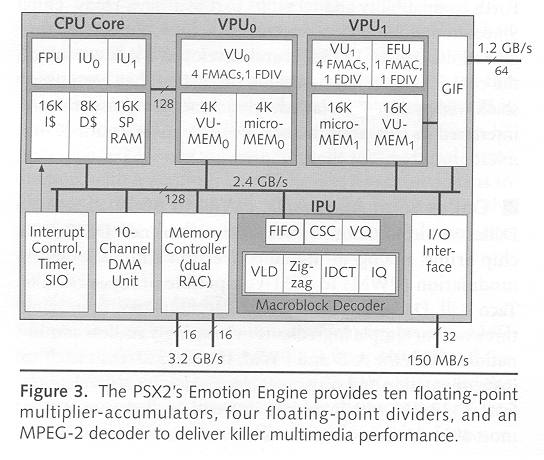 CPU Core
VPU0
VPU1
FPU IU0 IU1
VU0
4 FMACs,1 FDIV
VU1
4 FMACs,
1 FDIV
EFU
1 FMAC,
1 FDIV
GIF
1.2 GB/s
64
16K
I$
8K
D$
16K
SP
RAM
128
4K
VU-
MEM0
4K
micro-
MEM0
16K
micro-
MEM1
16K
VU-
MEM1
2.4 GB/s
128
Interrupt
Control,
Timer,
SIO
10-
Channel
DMA
Unit
Memory
Controller
(dual
RAC)
IPU
FIFO CSC VQ
VLD
Zig-
zag
IDCT
IQ
Macroblock Decoder
I/O
Inter-
face
16 16
32
3.2 GB/s
150 MB/s
Figure 3. The PSX2's Emotion Engine provides ten floating-point
multiplier-accumulators, four floating-point dividers, and an
MPEG-2 decoder to deliver killer multimedia performance.